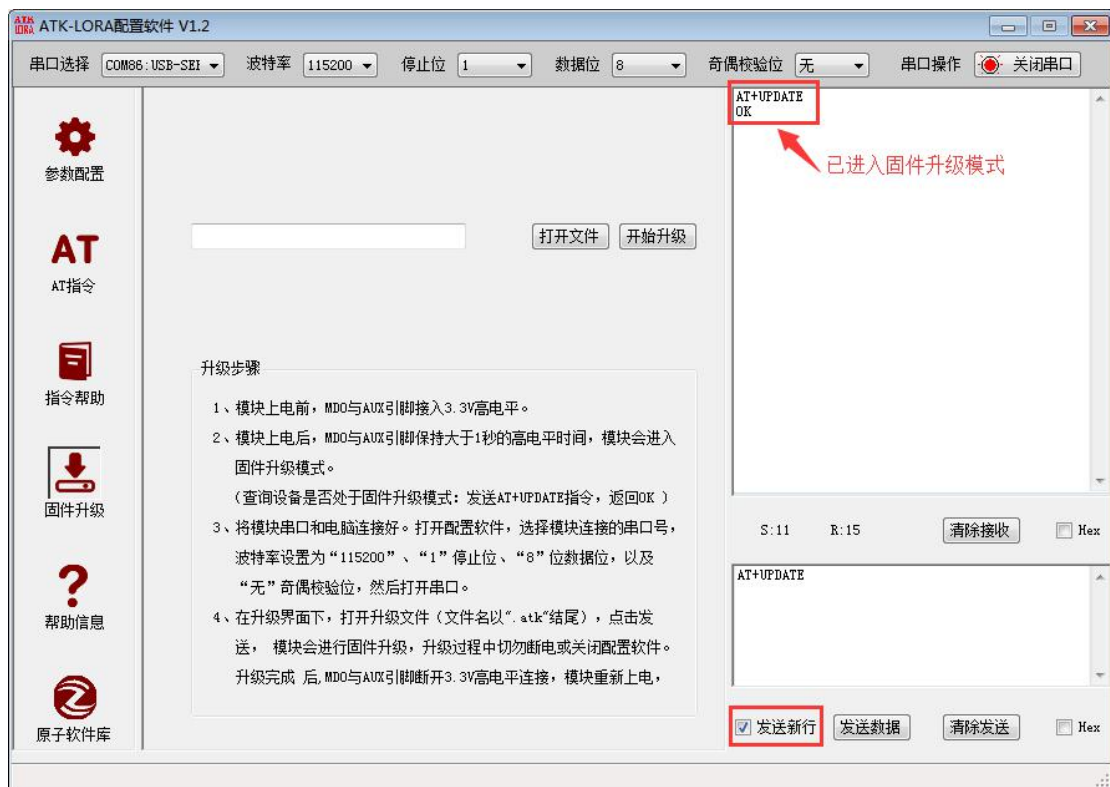 ATK LORA ATK-LORA配置软件 V1.2
串口选择 COM86:USB-SEI 波特率 115200 停止位 1 数据位 8 奇偶校验位 无 串口操作 关闭串口
参数配置
AT
AT指令
指令帮助
固件升级
?
帮助信息
原子软件库
打开文件 开始升级
升级步骤
1、模块上电前，MD0与AUX引脚接入3.3V高电平。
2、模块上电后，MD0与AUX引脚保持大于1秒的高电平时间，模块会进入
固件升级模式。
（查询设备是否处于固件升级模式：发送AT+UPDATE指令，返回OK ）
3、将模块串口和电脑连接好。打开配置软件，选择模块连接的串口号，
波特率设置为“115200”、“1”停止位、“8”位数据位，以及
“无”奇偶校验位，然后打开串口。
4、在升级界面下，打开升级文件（文件名以“.atk“结尾），点击发
送， 模块会进行固件升级，升级过程中切勿断电或关闭配置软件。
升级完成 后,MD0与AUX引脚断开3.3V高电平连接，模块重新上电，
AT+UPDATE
OK
已进入固件升级模式
S:11 R:15 清除接收 Hex
AT+UPDATE
发送新行 发送数据 清除发送 Hex